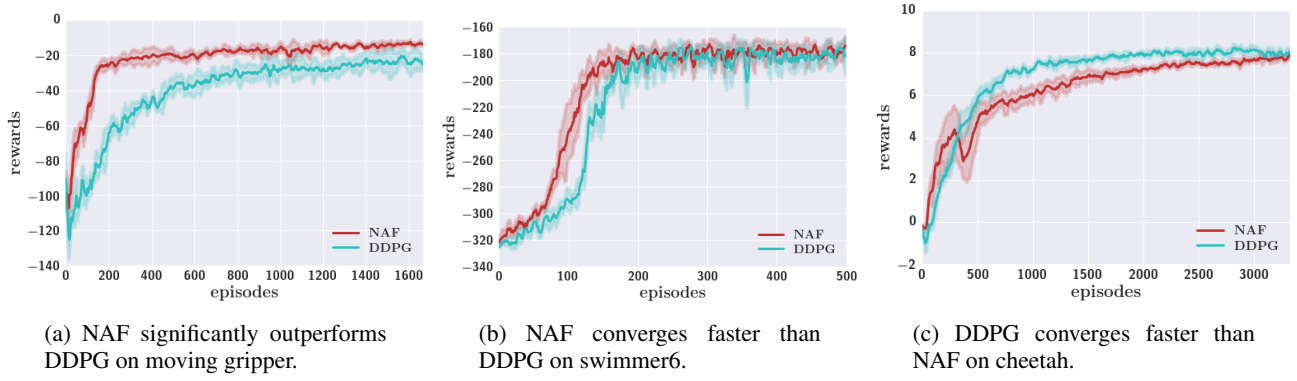 0
−20
−40
−60
−80
−100
−120
−140
rewards
0 200 400 600 800 1000 1200 1400 1600
episodes
NAF
DDPG
−160
−180
−200
−220
−240
−260
−280
−300
−320
−340
rewards
0 100 200 300 400 500
episodes
NAF
DDPG
10
8
6
4
2
0
−2
rewards
0 500 1000 1500 2000 2500 3000
episodes
NAF
DDPG
(a) NAF significantly outperforms
DDPG on moving gripper.
(b) NAF converges faster than
DDPG on swimmer6.
(c) DDPG converges faster than
NAF on cheetah.